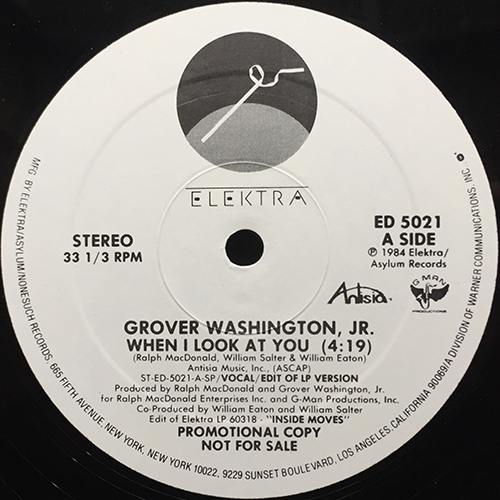 ELEKTRA
STEREO
33 1/3 RPM
ED 5021
A SIDE
℗ 1984 Elektra/
Asylum Records
Antisia
G-MAN
PRODUCTIONS
GROVER WASHINGTON, JR.
WHEN I LOOK AT YOU (4:19)
(Ralph MacDonald, William Salter & William Eaton)
Antisia Music, Inc., (ASCAP)
ST-ED-5021-A-SP/VOCAL/EDIT OF LP VERSION
Produced by Ralph MacDonald and Grover Washington, Jr.
for Ralph MacDonald Enterprises Inc. and G-Man Productions, Inc.
Co-Produced by William Eaton and William Salter
Edit of Elektra LP 60318 - "INSIDE MOVES"
PROMOTIONAL COPY
NOT FOR SALE
MFG. BY ELEKTRA/ASYLUM/NONESUCH RECORDS, 665 FIFTH AVENUE, NEW YORK, NEW YORK 10022, 9229 SUNSET BOULEVARD, LOS ANGELES, CALIFORNIA 90069/A DIVISION OF WARNER COMMUNICATIONS, INC.